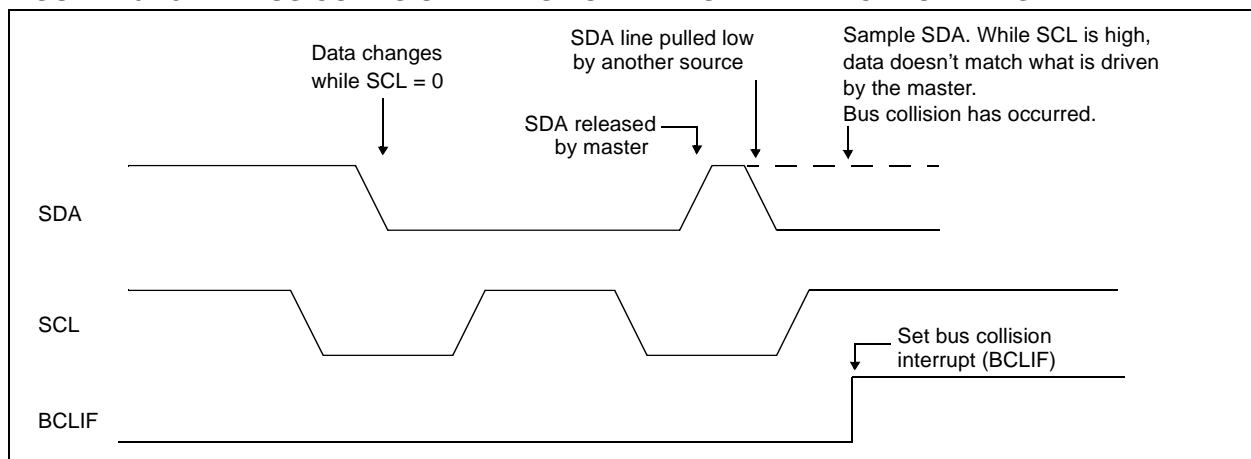 Data changes
while SCL = 0
SDA line pulled low
by another source
Sample SDA. While SCL is high,
data doesn't match what is driven
by the master.
Bus collision has occurred.
SDA released
by master
SDA
SCL
Set bus collision
interrupt (BCLIF)
BCLIF